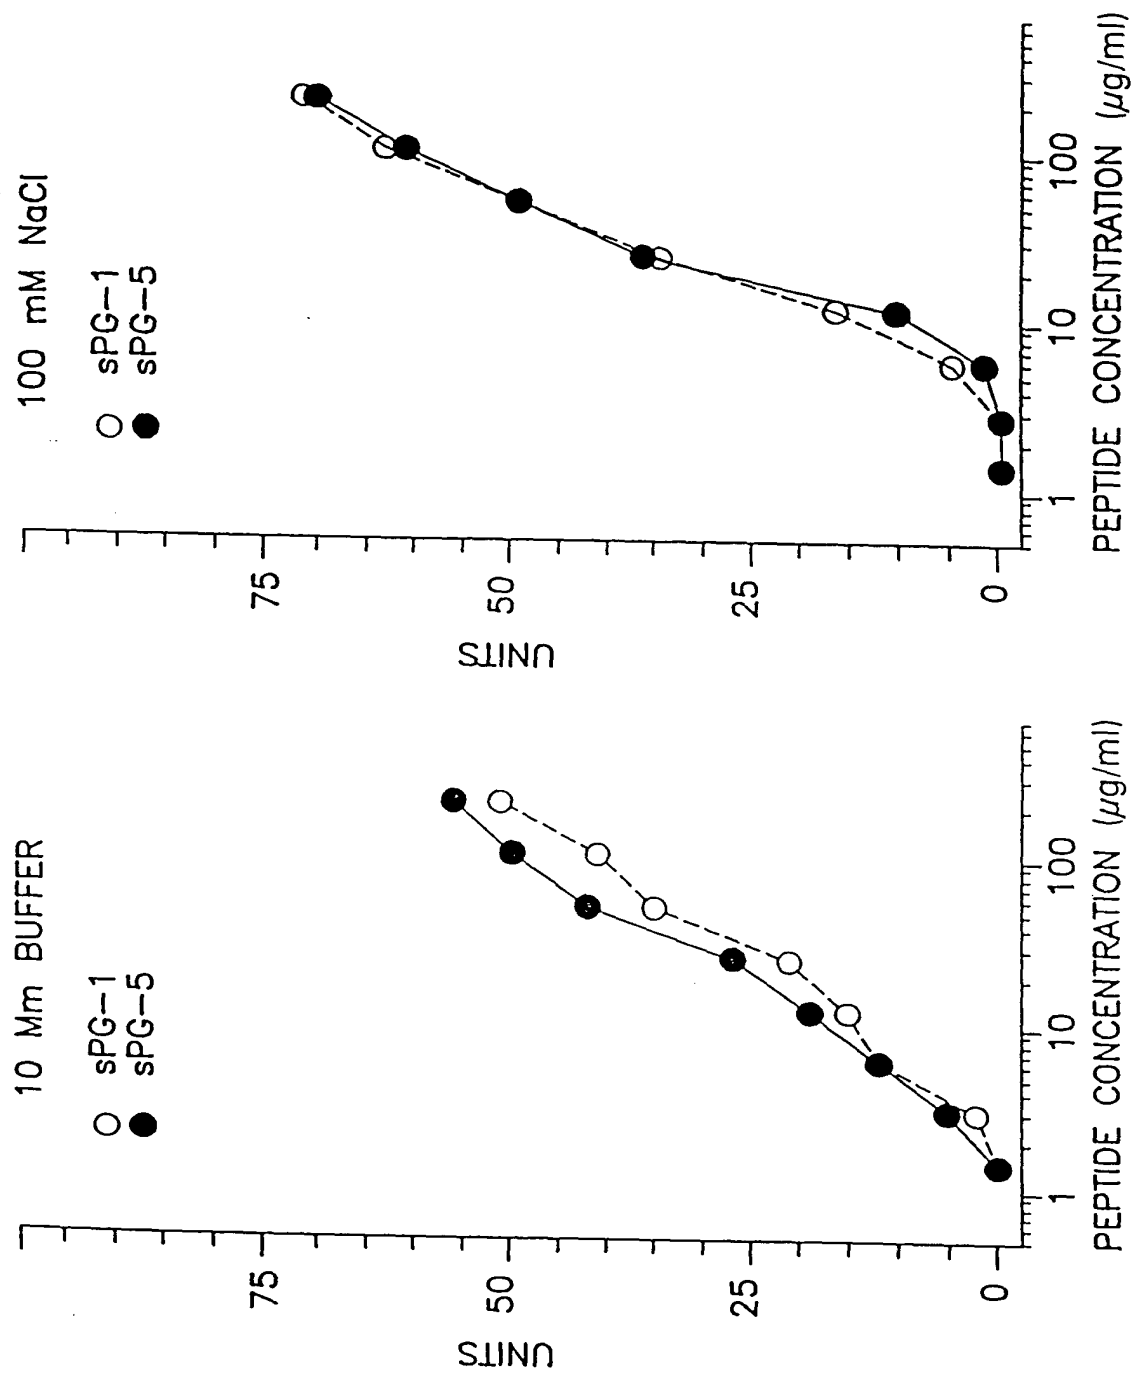 10 Mm BUFFER
sPG-1
sPG-5
UNITS
75
50
25
0
1
10
100
PEPTIDE CONCENTRATION (µg/ml)
100 mM NaCl
sPG-1
sPG-5
UNITS
75
50
25
0
1
10
100
PEPTIDE CONCENTRATION (µg/ml)